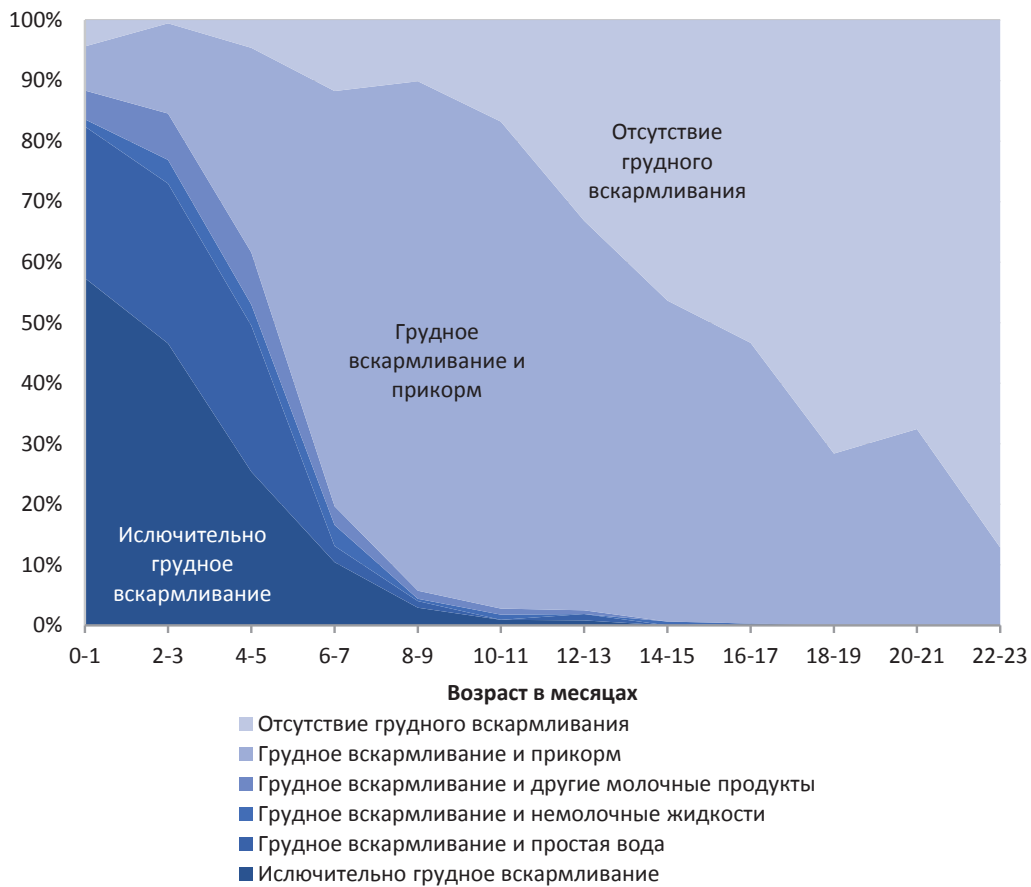 100%
90%
80%
70%
60%
50%
40%
30%
20%
10%
0%
Отсутствие
грудного
вскармливания
Грудное
вскармливание и
прикорм
Ислючительно
грудное
вскармливание
0-1 2-3 4-5 6-7 8-9 10-11 12-13 14-15 16-17 18-19 20-21 22-23
Возраст в месяцах
Отсутствие грудного вскармливания
Грудное вскармливание и прикорм
Грудное вскармливание и другие молочные продукты
Грудное вскармливание и немолочные жидкости
Грудное вскармливание и простая вода
Ислючительно грудное вскармливание